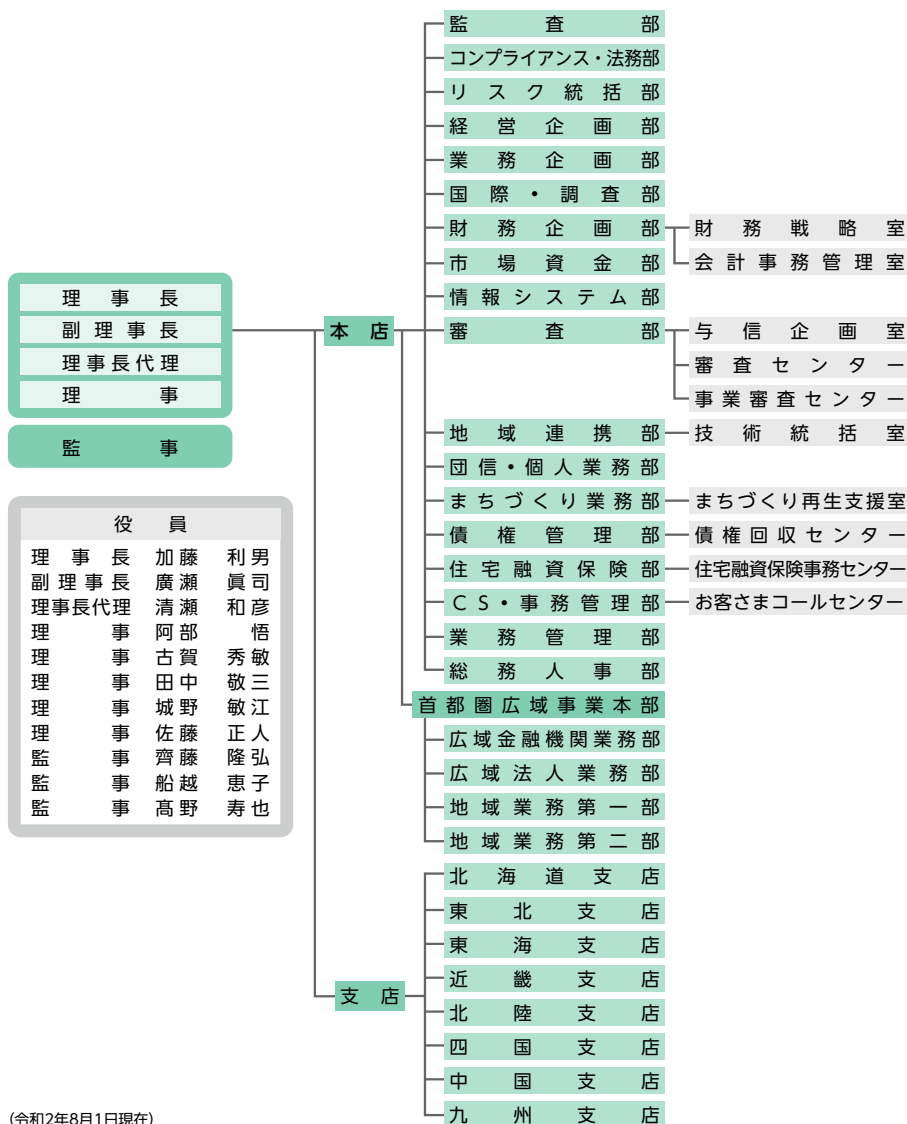 理事長
副理事長
理事長代理
理事
監事
役員
理事長 加藤 利男
副理事長 廣瀬 眞司
理事長代理 清瀬 和彦
理事 阿部 悟
理事 古賀 秀敏
理事 田中 敬三
理事 城野 敏江
理事 佐藤 正人
監事 齊藤 隆弘
監事 船越 恵子
監事 髙野 寿也
本店
監査部
コンプライアンス・法務部
リスク統括部
経営企画部
業務企画部
国際・調査部
財務企画部
財務戦略室
会計事務管理室
市場資金部
情報システム部
審査部
与信企画室
審査センター
事業審査センター
地域連携部
技術統括室
団信・個人業務部
まちづくり業務部
まちづくり再生支援室
債権管理部
債権回収センター
住宅融資保険部
住宅融資保険事務センター
CS・事務管理部
お客さまコールセンター
業務管理部
総務人事部
首都圏広域事業本部
広域金融機関業務部
広域法人業務部
地域業務第一部
地域業務第二部
支店
北海道支店
東北支店
東海支店
近畿支店
北陸支店
四国支店
中国支店
九州支店
(令和2年8月1日現在)